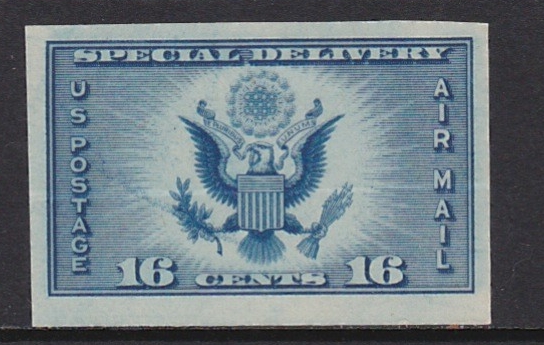 SPECIAL DELIVERY
US POSTAGE
AIR MAIL
16 CENTS 16